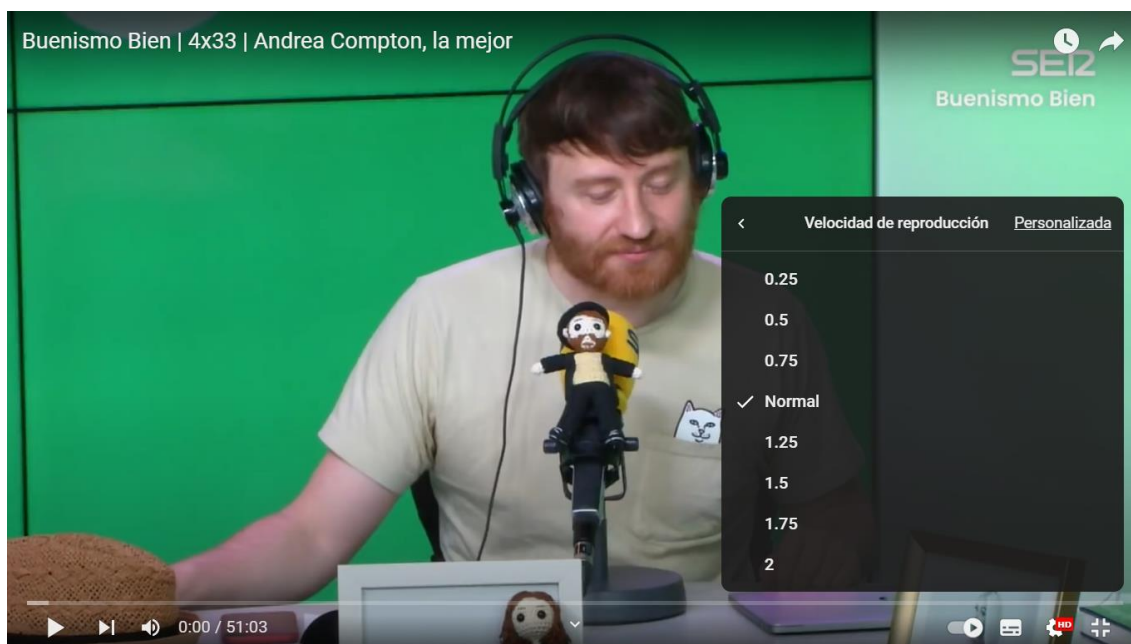 Buenismo Bien | 4x33 | Andrea Compton, la mejor
SER
Buenismo Bien
Velocidad de reproducción Personalizada
0.25
0.5
0.75
Normal
1.25
1.5
1.75
2
0:00 / 51:03
HD